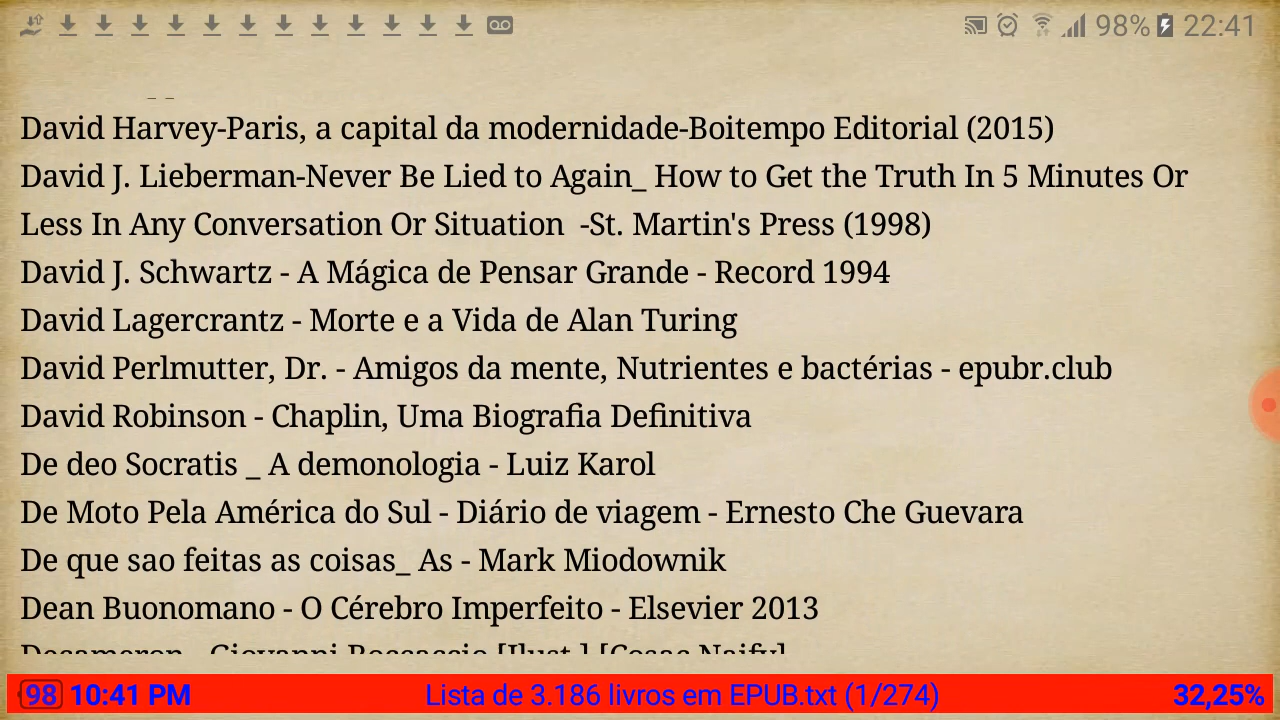 98% 22:41
David Harvey-Paris, a capital da modernidade-Boitempo Editorial (2015)
David J. Lieberman-Never Be Lied to Again_ How to Get the Truth In 5 Minutes Or
Less In Any Conversation Or Situation  -St. Martin's Press (1998)
David J. Schwartz - A Mágica de Pensar Grande - Record 1994
David Lagercrantz - Morte e a Vida de Alan Turing
David Perlmutter, Dr. - Amigos da mente, Nutrientes e bactérias - epubr.club
David Robinson - Chaplin, Uma Biografia Definitiva
De deo Socratis _ A demonologia - Luiz Karol
De Moto Pela América do Sul - Diário de viagem - Ernesto Che Guevara
De que sao feitas as coisas_ As - Mark Miodownik
Dean Buonomano - O Cérebro Imperfeito - Elsevier 2013
Decameron - Giovanni Boccaccio [Ilust.] [Cosac Naify]
98 10:41 PM Lista de 3.186 livros em EPUB.txt (1/274) 32,25%